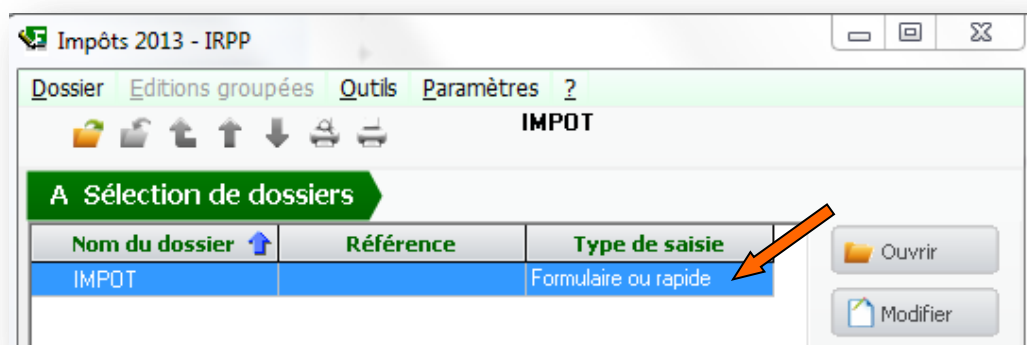 Impôts 2013 - IRPP
Dossier Editions groupées Outils Paramètres ?
IMPOT
A Sélection de dossiers
Nom du dossier Référence Type de saisie
IMPOT Formulaire ou rapide
Ouvrir
Modifier